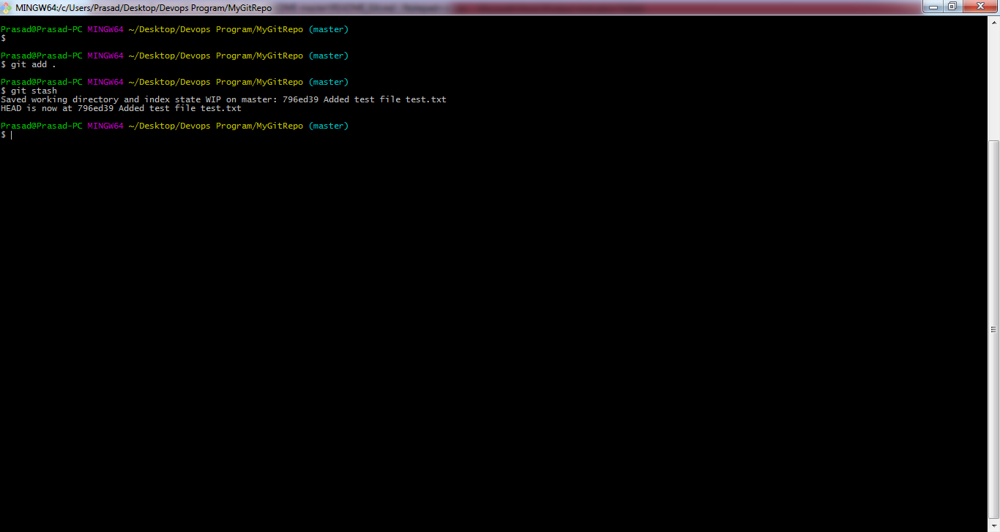 MINGW64:/c/Users/Prasad/Desktop/Devops Program/MyGitRepo
Prasad@Prasad-PC MINGW64 ~/Desktop/Devops Program/MyGitRepo (master)
$
Prasad@Prasad-PC MINGW64 ~/Desktop/Devops Program/MyGitRepo (master)
$ git add .
Prasad@Prasad-PC MINGW64 ~/Desktop/Devops Program/MyGitRepo (master)
$ git stash
Saved working directory and index state WIP on master: 796ed39 Added test file test.txt
HEAD is now at 796ed39 Added test file test.txt
Prasad@Prasad-PC MINGW64 ~/Desktop/Devops Program/MyGitRepo (master)
$